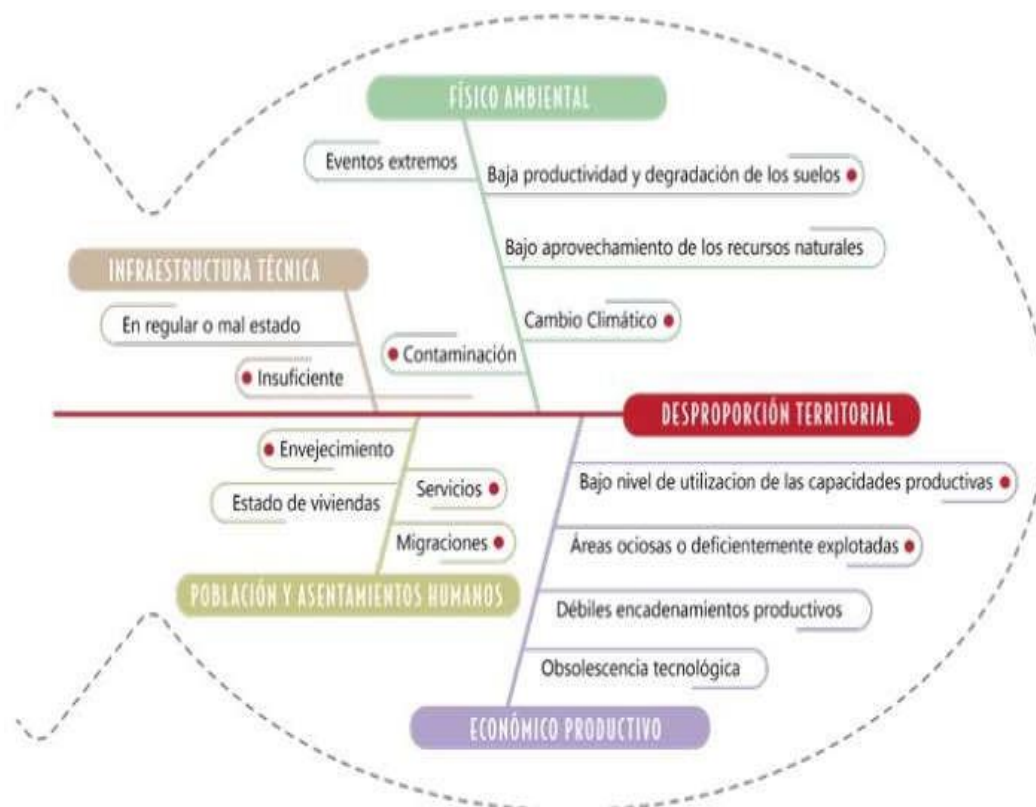 FÍSICO AMBIENTAL
Eventos extremos
Baja productividad y degradación de los suelos
Bajo aprovechamiento de los recursos naturales
Cambio Climático
Contaminación
INFRAESTRUCTURA TÉCNICA
En regular o mal estado
Insuficiente
DESPROPORCIÓN TERRITORIAL
Envejecimiento
Estado de viviendas
Servicios
Migraciones
POBLACIÓN Y ASENTAMIENTOS HUMANOS
Bajo nivel de utilizacion de las capacidades productivas
Áreas ociosas o deficientemente explotadas
Débiles encadenamientos productivos
Obsolescencia tecnológica
ECONÓMICO PRODUCTIVO